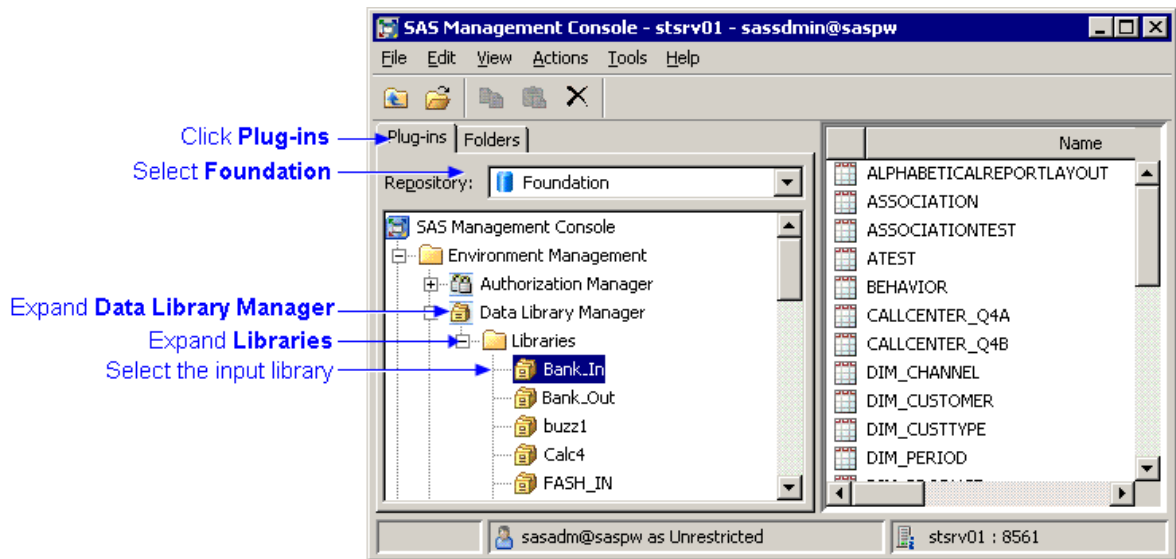 SAS Management Console - stsrv01 - sassdmin@saspw
File Edit View Actions Tools Help
Click Plug-ins
Plug-ins Folders
Select Foundation
Repository: Foundation
SAS Management Console
Environment Management
Authorization Manager
Expand Data Library Manager
Data Library Manager
Expand Libraries
Libraries
Select the input library
Bank_In
Bank_Out
buzz1
Calc4
FASH_IN
Name
ALPHABETICALREPORTLAYOUT
ASSOCIATION
ASSOCIATIONTEST
ATEST
BEHAVIOR
CALLCENTER_Q4A
CALLCENTER_Q4B
DIM_CHANNEL
DIM_CUSTOMER
DIM_CUSTTYPE
DIM_PERIOD
sasadm@saspw as Unrestricted
stsrv01 : 8561